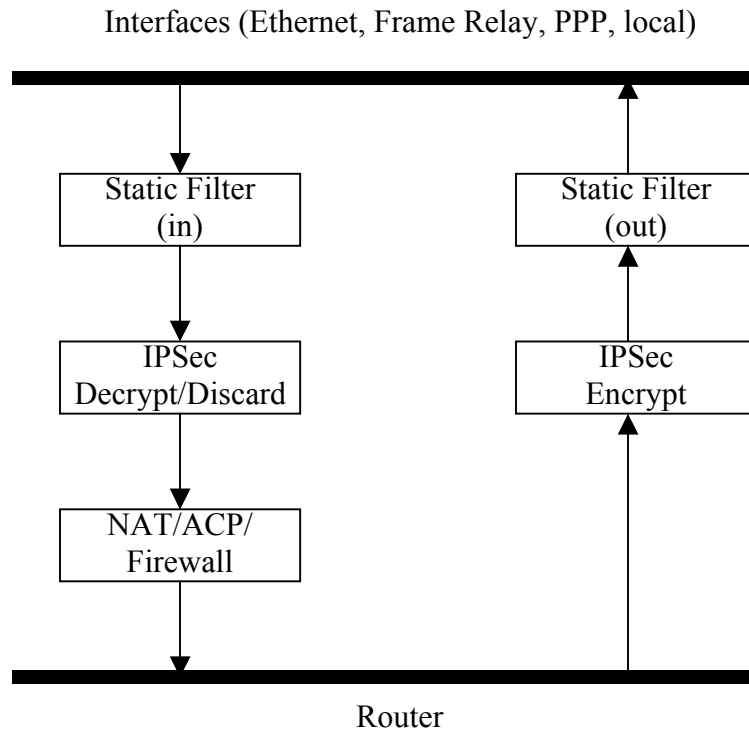 Interfaces (Ethernet, Frame Relay, PPP, local)
Static Filter
(in)
Static Filter
(out)
IPSec
Decrypt/Discard
IPSec
Encrypt
NAT/ACP/
Firewall
Router